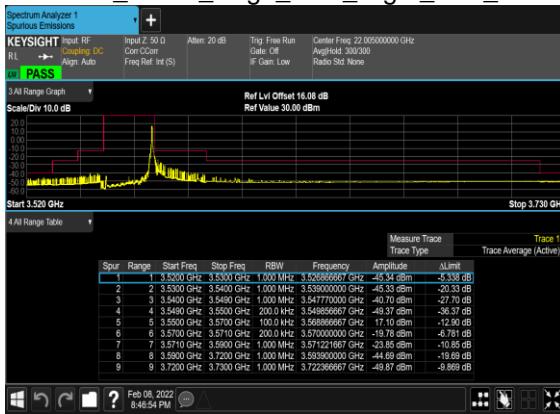 Spectrum Analyzer 1
Spurious Emissions
KEYSIGHT
Input: RF
Coupling: DC
Align: Auto
Input Z: 50 Ω
Corr CCorr
Freq Ref: Int (S)
Atten: 20 dB
Trig: Free Run
Gate: Off
IF Gain: Low
Center Freq: 22.005000000 GHz
Avg|Hold: 300/300
Radio Std: None
RL
PASS
3 All Range Graph
Scale/Div 10.0 dB
Ref Lvl Offset 16.08 dB
Ref Value 30.00 dBm
20.0
10.0
0.0
-10.0
-20.0
-30.0
-40.0
-50.0
-60.0
Start 3.520 GHz
Stop 3.730 GH
4 All Range Table
Measure Trace Trace 1
Trace Type Trace Average (Active)
Spur Range Start Freq Stop Freq RBW Frequency Amplitude ΔLimit
1 1 3.5200 GHz 3.5300 GHz 1.000 MHz 3.526866667 GHz -45.34 dBm -5.338 dB
2 2 3.5300 GHz 3.5400 GHz 1.000 MHz 3.539000000 GHz -45.33 dBm -20.33 dB
3 3 3.5400 GHz 3.5490 GHz 1.000 MHz 3.547770000 GHz -40.70 dBm -27.70 dB
4 4 3.5490 GHz 3.5500 GHz 200.0 kHz 3.549856667 GHz -49.37 dBm -36.37 dB
5 5 3.5500 GHz 3.5700 GHz 100.0 kHz 3.568866667 GHz 17.10 dBm -12.90 dB
6 6 3.5700 GHz 3.5710 GHz 200.0 kHz 3.570000000 GHz -19.78 dBm -6.781 dB
7 7 3.5710 GHz 3.5900 GHz 1.000 MHz 3.571221667 GHz -23.85 dBm -10.85 dB
8 8 3.5900 GHz 3.7200 GHz 1.000 MHz 3.593900000 GHz -44.69 dBm -19.69 dB
9 9 3.7200 GHz 3.7300 GHz 1.000 MHz 3.722366667 GHz -49.87 dBm -9.869 dB
Feb 08, 2022
8:46:54 PM